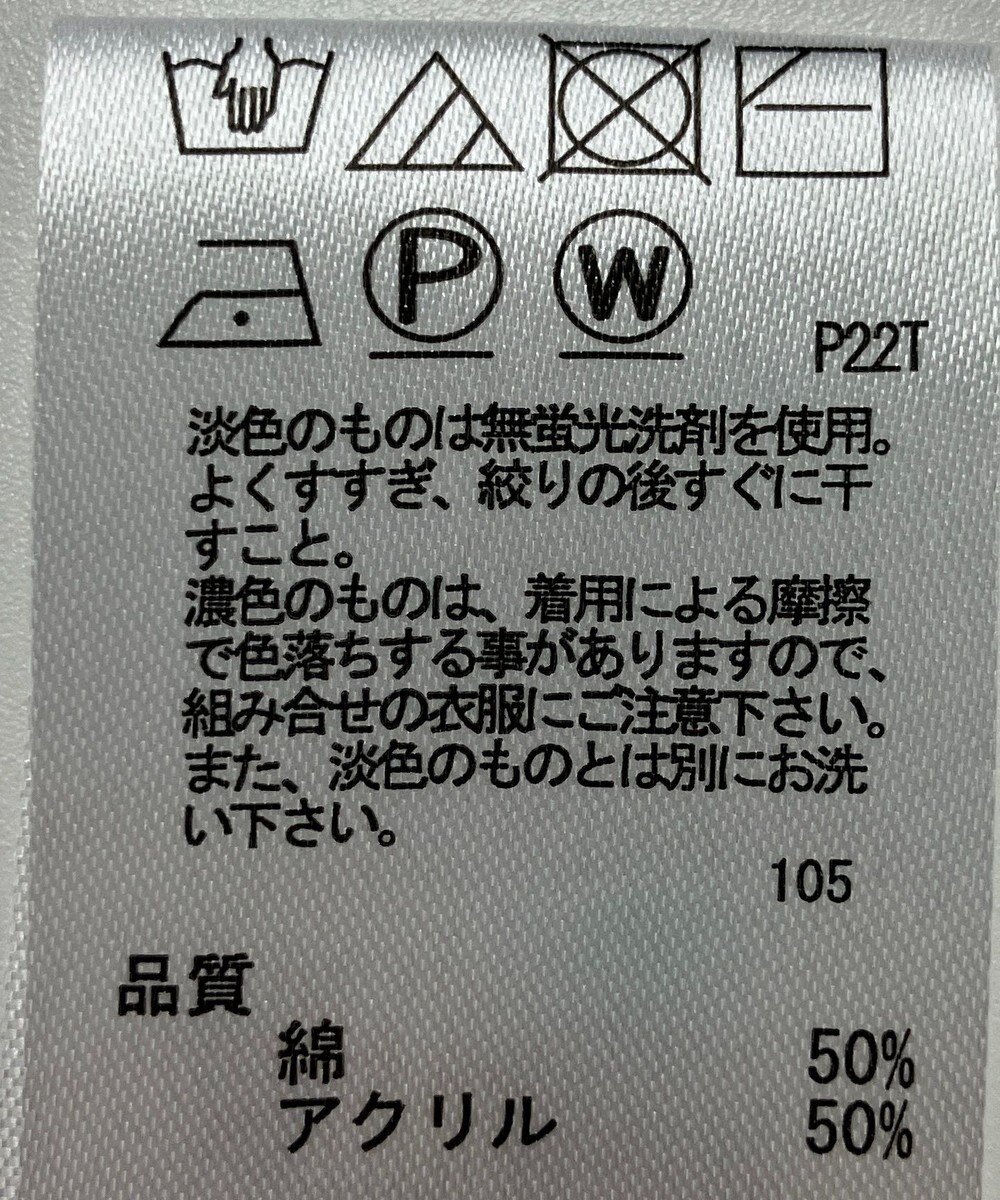 P
W
P22T
淡色のものは無蛍光洗剤を使用。
よくすすぎ、絞りの後すぐに干
すこと。
濃色のものは、着用による摩擦
で色落ちする事がありますので、
組み合せの衣服にご注意下さい。
また、淡色のものとは別にお洗
い下さい。
105
品質
綿 50%
アクリル 50%